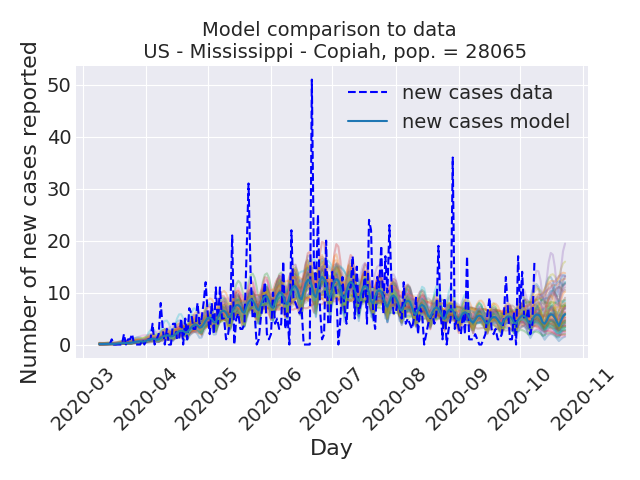 Model comparison to data
US - Mississippi - Copiah, pop. = 28065
Number of new cases reported
50
40
30
20
10
0
new cases data
new cases model
2020-03
2020-04
2020-05
2020-06
2020-07
2020-08
2020-09
2020-10
2020-11
Day